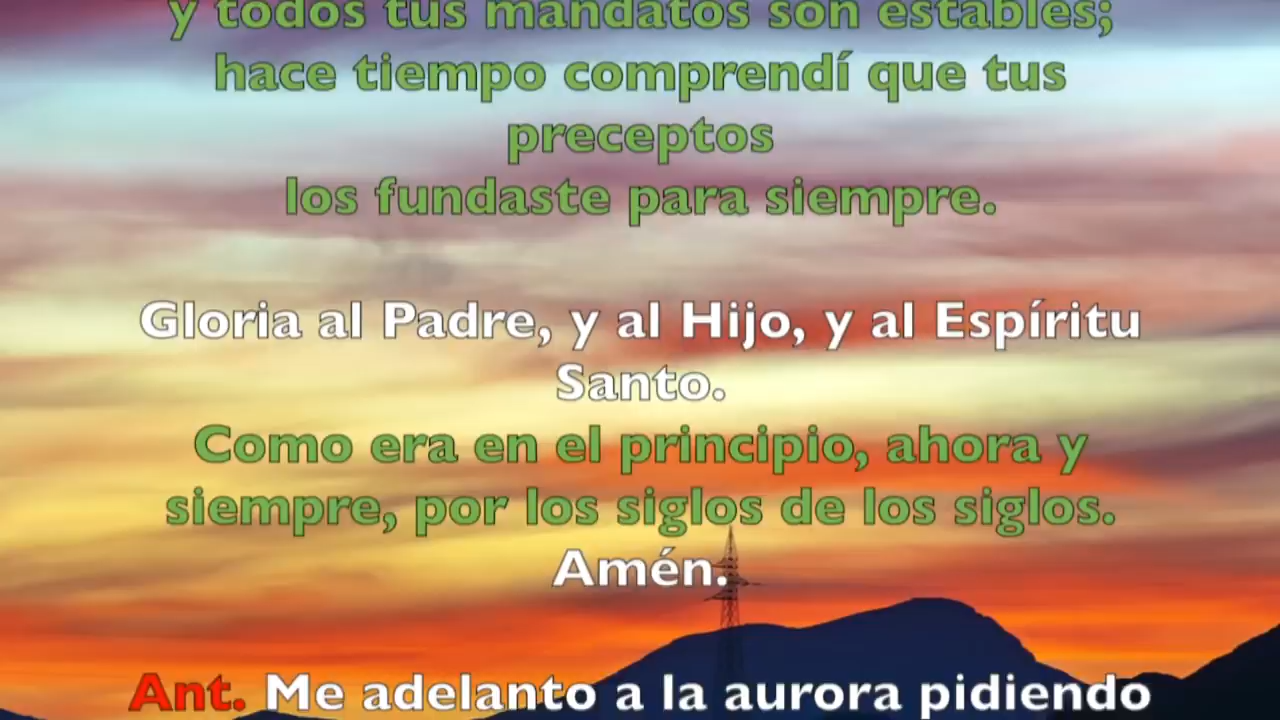 y todos tus mandatos son estables;
hace tiempo comprendí que tus
preceptos
los fundaste para siempre.
Gloria al Padre, y al Hijo, y al Espíritu
Santo.
Como era en el principio, ahora y
siempre, por los siglos de los siglos.
Amén.
Ant. Me adelanto a la aurora pidiendo